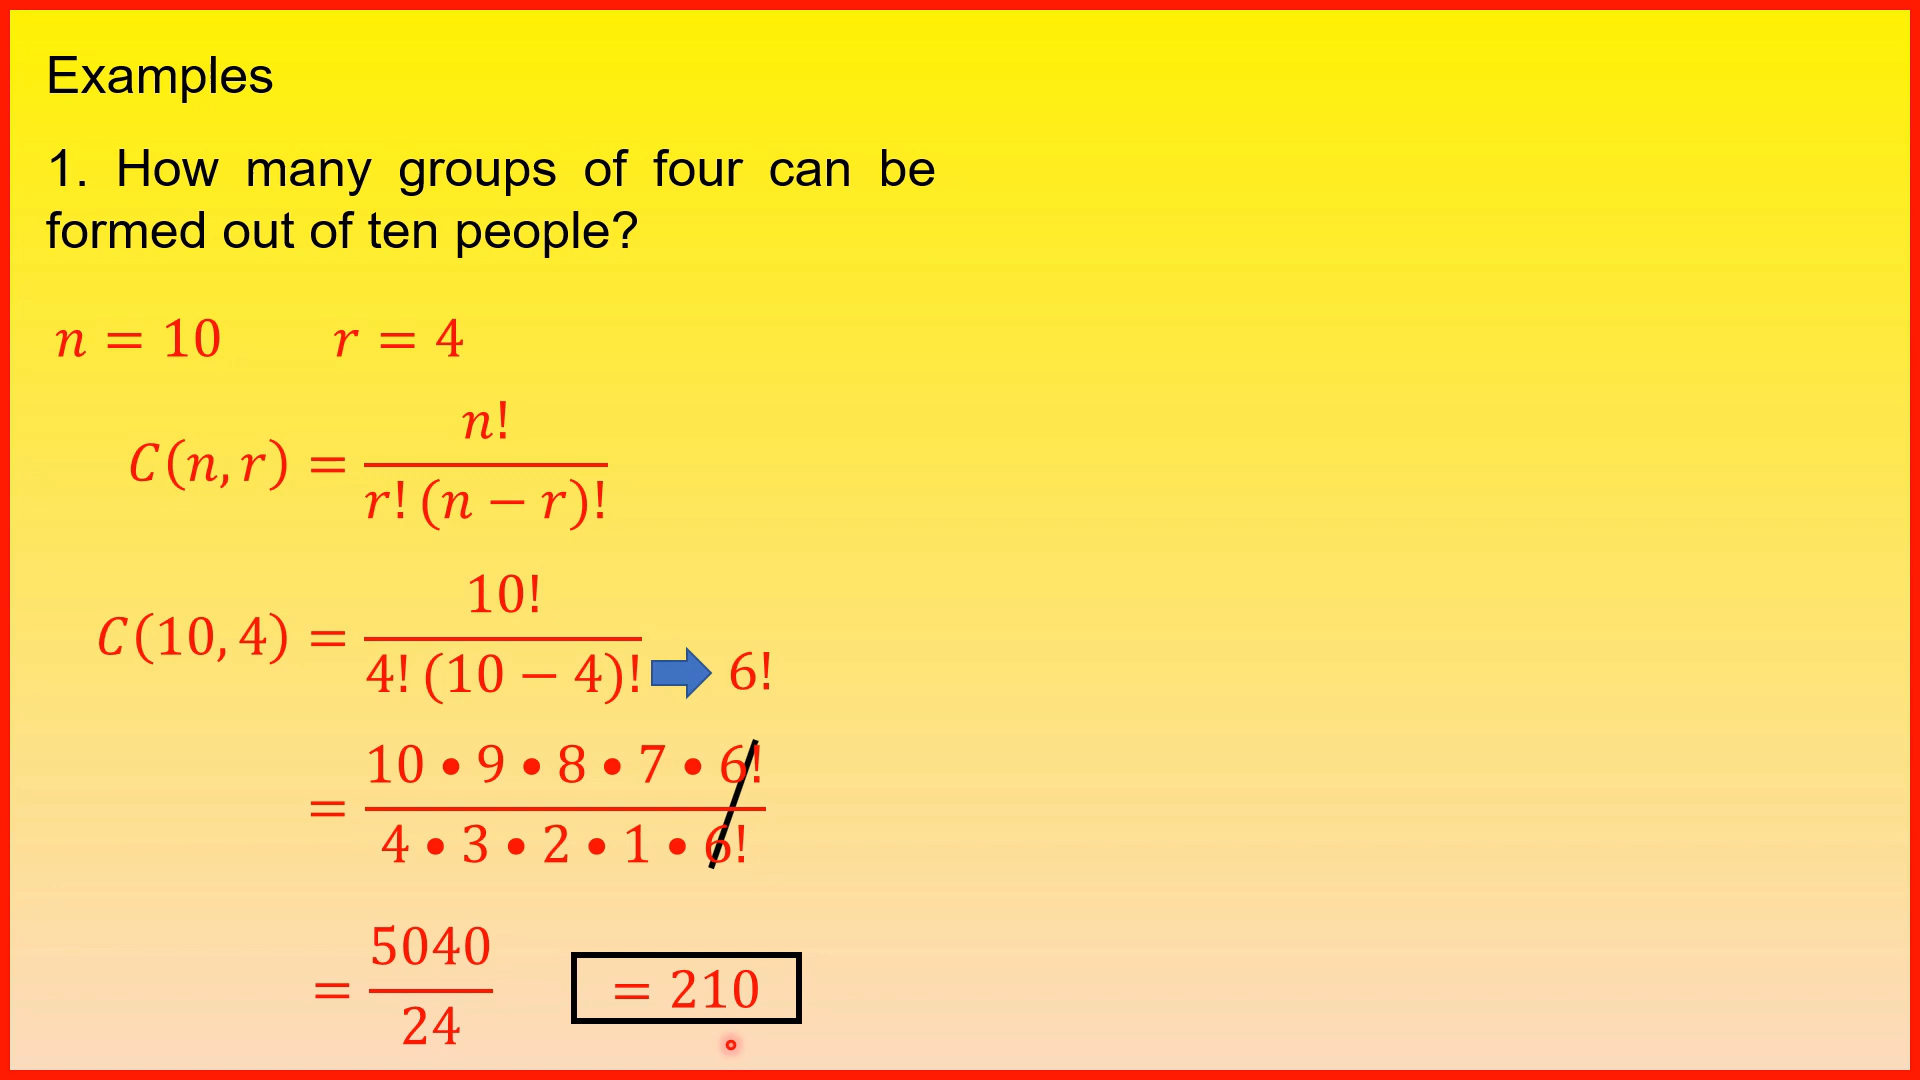 Examples
1. How many groups of four can be
formed out of ten people?
n = 10 r = 4
C(n, r) = n! / r! (n − r)!
C(10, 4) = 10! / 4! (10 − 4)! 6!
= 10 • 9 • 8 • 7 • 6! / 4 • 3 • 2 • 1 • 6!
= 5040 / 24 = 210